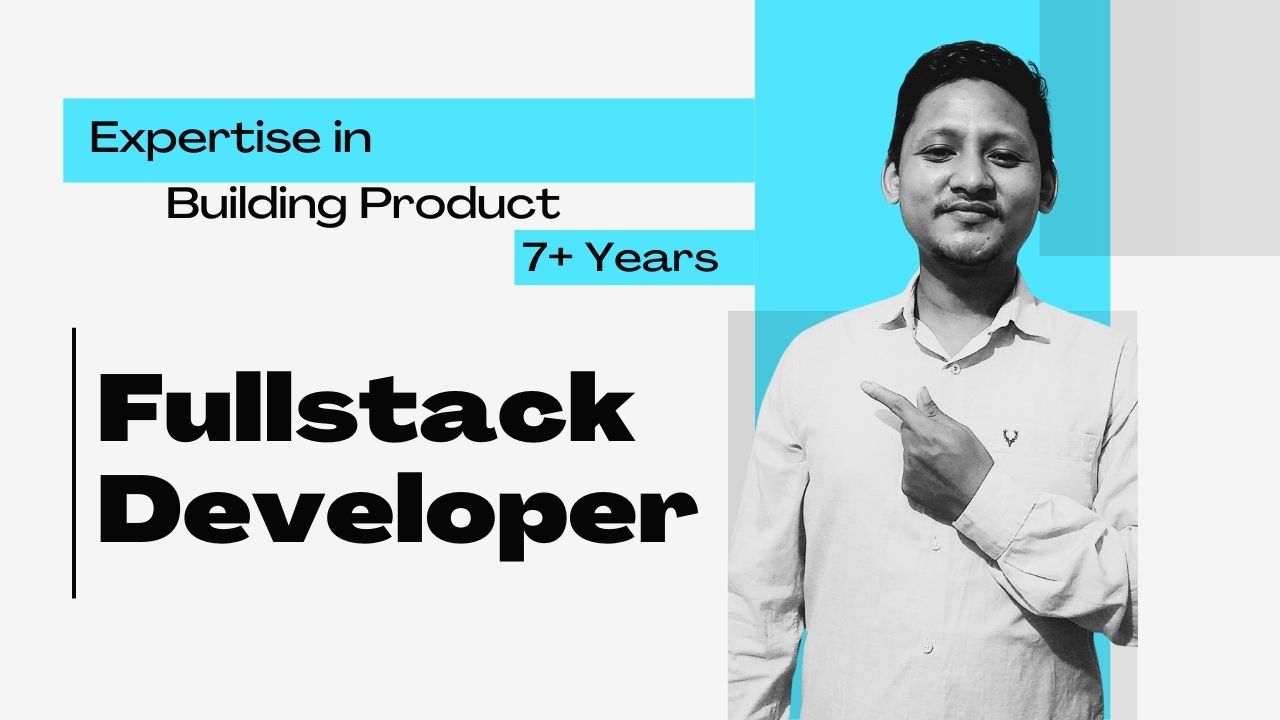 Expertise in
Building Product
7+ Years
Fullstack
Developer